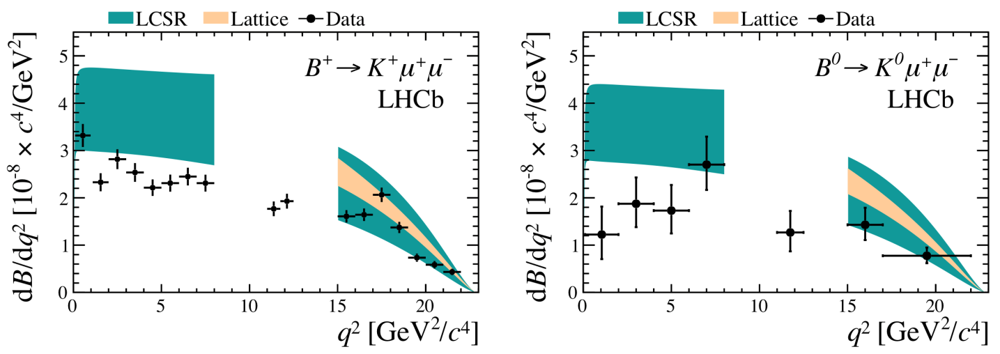 LCSR Lattice Data
dB/dq² [10⁻⁸ × c⁴/GeV²]
5
4
3
2
1
0
B⁺ → K⁺μ⁺μ⁻
LHCb
0 5 10 15 20
q² [GeV²/c⁴]
LCSR Lattice Data
dB/dq² [10⁻⁸ × c⁴/GeV²]
5
4
3
2
1
0
B⁰ → K⁰μ⁺μ⁻
LHCb
0 5 10 15 20
q² [GeV²/c⁴]